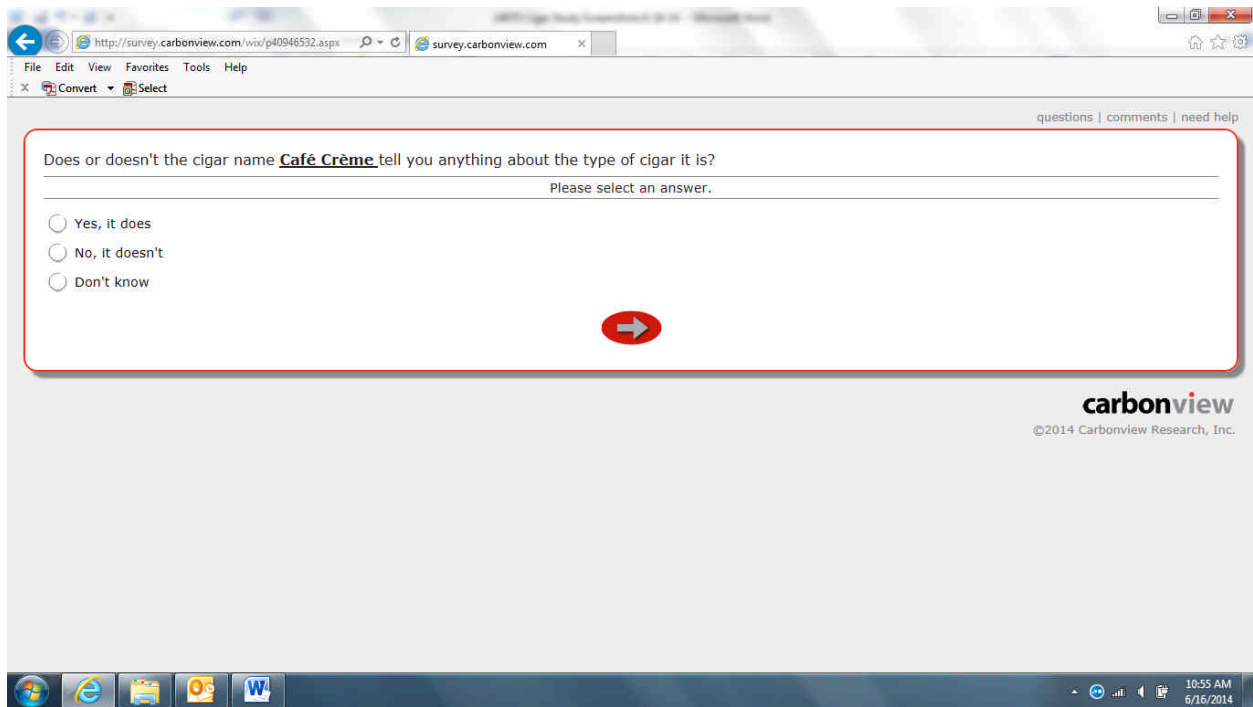 http://survey.carbonview.com/wix/p40946532.aspx
survey.carbonview.com
File Edit View Favorites Tools Help
Convert Select
questions | comments | need help
Does or doesn't the cigar name Café Crème tell you anything about the type of cigar it is?
Please select an answer.
Yes, it does
No, it doesn't
Don't know
carbonview
©2014 Carbonview Research, Inc.
10:55 AM
6/16/2014